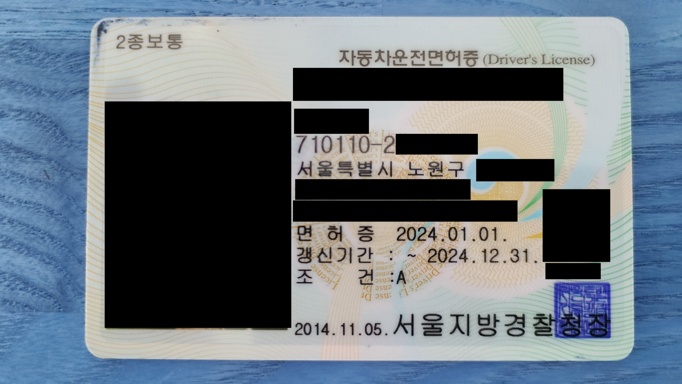 2종보통
자동차운전면허증 (Driver's License)
710110-2
서울특별시 노원구
면 허 증 2024.01.01.
갱신기간 : ~ 2024.12.31.
조 건 :A
2014.11.05. 서울지방경찰청장